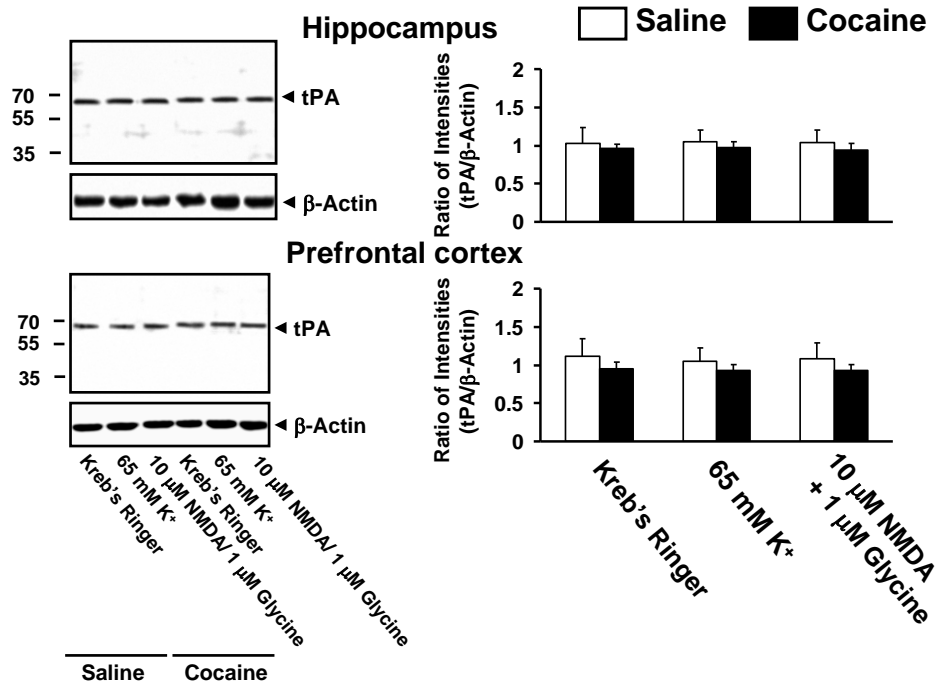 Hippocampus
Saline
Cocaine
70
55
35
tPA
β-Actin
Ratio of Intensities
(tPA/β-Actin)
2
1.5
1
0.5
0
Prefrontal cortex
70
55
35
tPA
β-Actin
Ratio of Intensities
(tPA/β-Actin)
2
1.5
1
0.5
0
Kreb's Ringer
65 mM K⁺
10 μM NMDA/ 1 μM Glycine
Kreb's Ringer
65 mM K⁺
10 μM NMDA/ 1 μM Glycine
Saline
Cocaine
Kreb's Ringer
65 mM K⁺
10 μM NMDA
+ 1 μM Glycine